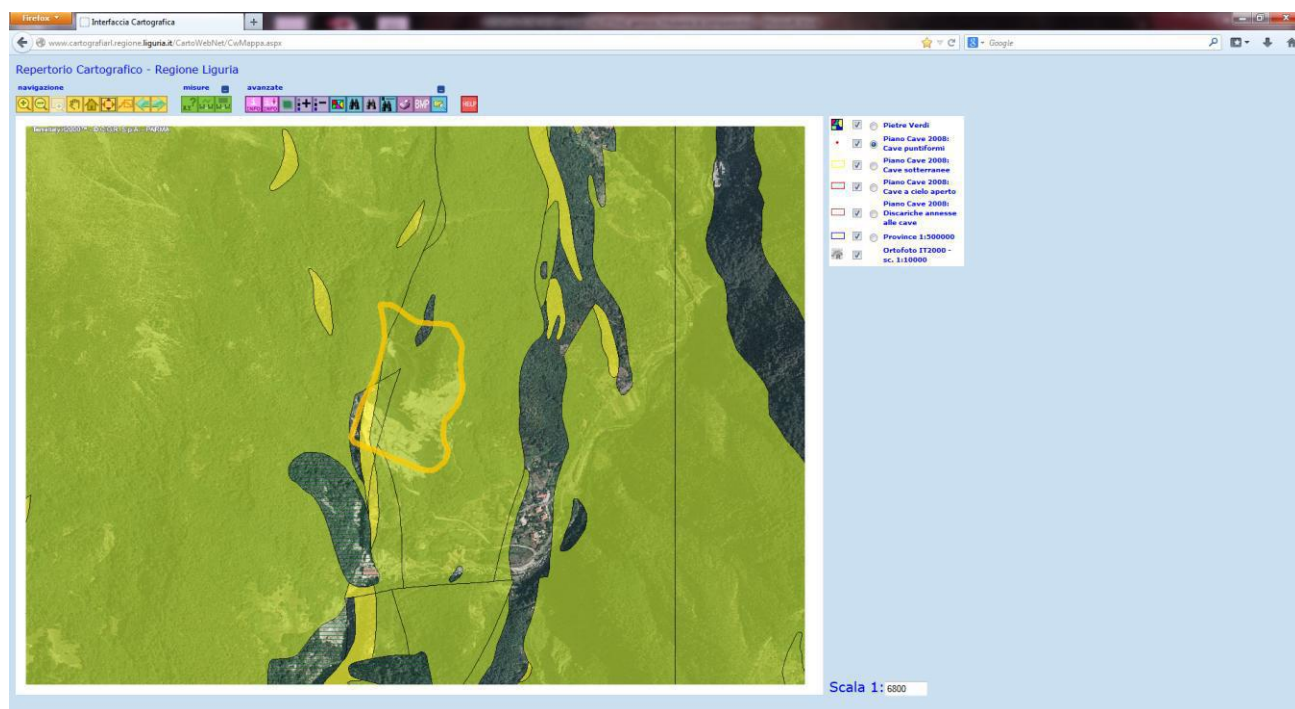 Firefox
Interfaccia Cartografica
www.cartografiarl.regione.liguria.it/CartoWebNet/CwMappa.aspx
Google
Repertorio Cartografico - Regione Liguria
navigazione
misure
avanzate
BMP
HELP
Pietre Verdi
Piano Cave 2008:
Cave puntiformi
Piano Cave 2008:
Cave sotterranee
Piano Cave 2008:
Cave a cielo aperto
Piano Cave 2008:
Discariche annesse
alle cave
Province 1:500000
Ortofoto IT2000 -
sc. 1:10000
Scala 1: 6800